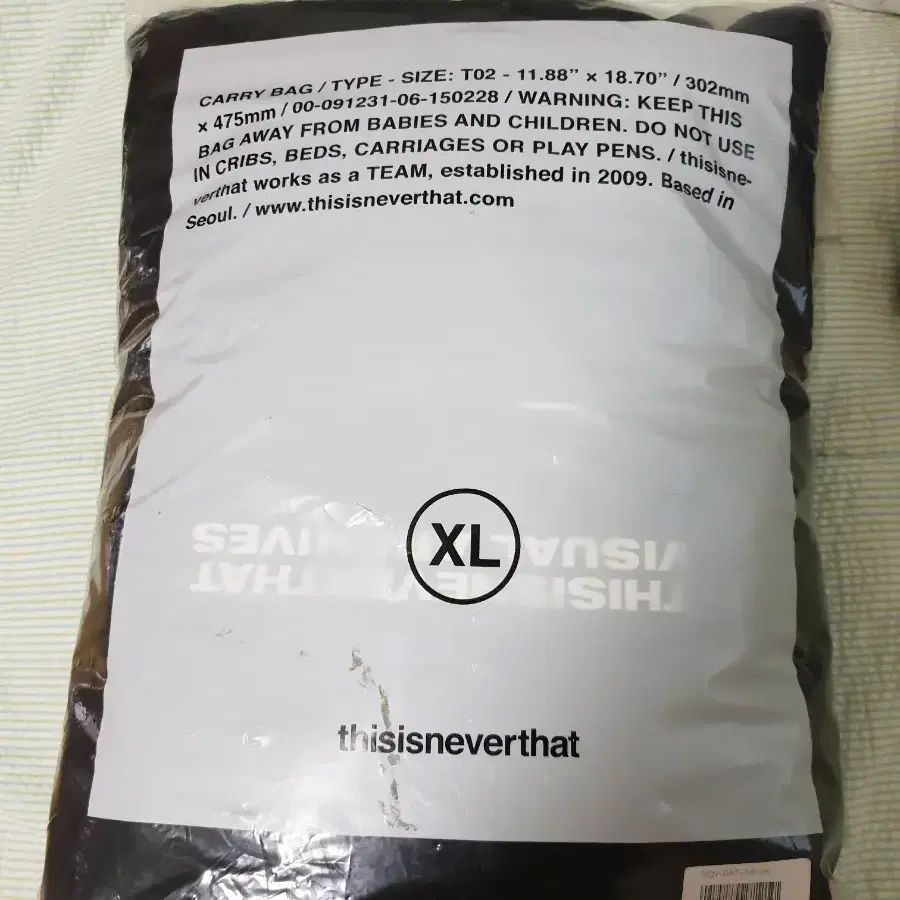 CARRY BAG / TYPE - SIZE: T02 - 11.88” × 18.70” / 302mm
× 475mm / 00-091231-06-150228 / WARNING: KEEP THIS
BAG AWAY FROM BABIES AND CHILDREN. DO NOT USE
IN CRIBS, BEDS, CARRIAGES OR PLAY PENS. / thisisne-
verthat works as a TEAM, established in 2009. Based in
Seoul. / www.thisisneverthat.com
XL
THISISNEVERTHAT
VISUAL
thisisneverthat